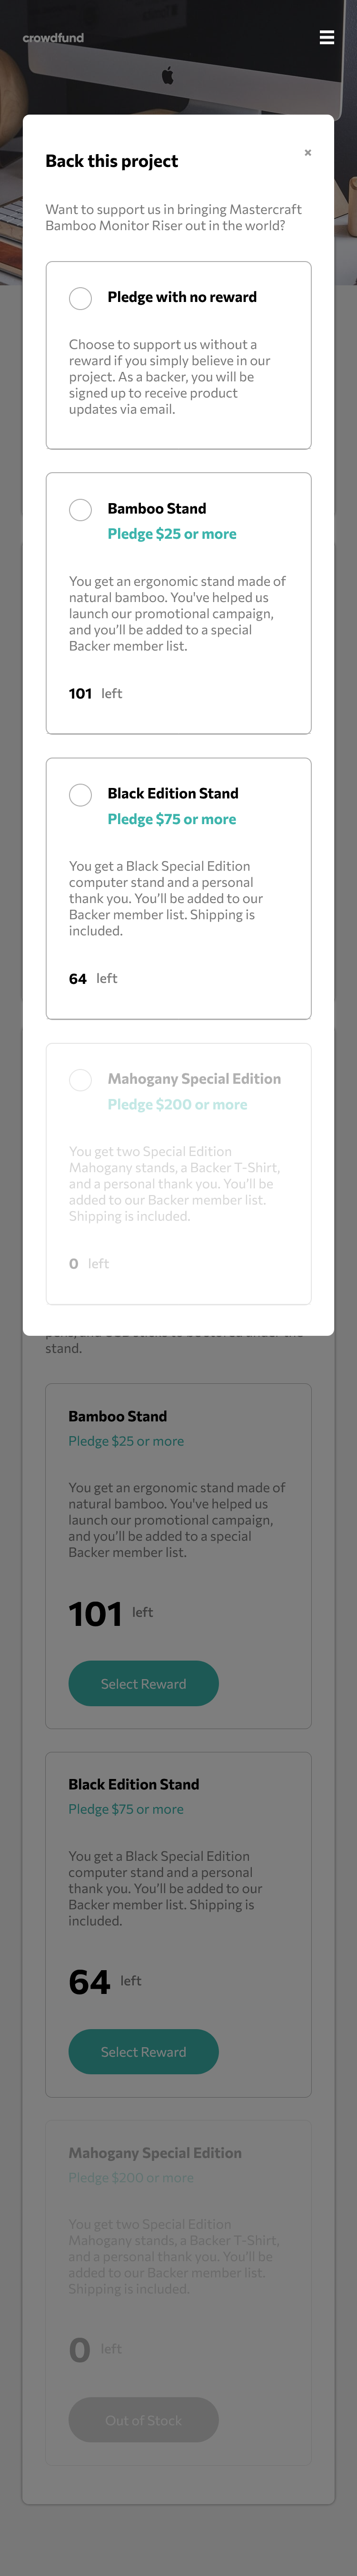 crowdfund
Back this project
Want to support us in bringing Mastercraft
Bamboo Monitor Riser out in the world?
Pledge with no reward
Choose to support us without a
reward if you simply believe in our
project. As a backer, you will be
signed up to receive product
updates via email.
Bamboo Stand
Pledge $25 or more
You get an ergonomic stand made of
natural bamboo. You've helped us
launch our promotional campaign,
and you'll be added to a special
Backer member list.
101 left
Black Edition Stand
Pledge $75 or more
You get a Black Special Edition
computer stand and a personal
thank you. You'll be added to our
Backer member list. Shipping is
included.
64 left
Mahogany Special Edition
Pledge $200 or more
You get two Special Edition
Mahogany stands, a Backer T-Shirt,
and a personal thank you. You'll be
added to our Backer member list.
Shipping is included.
0 left
stand.
Bamboo Stand
Pledge $25 or more
You get an ergonomic stand made of
natural bamboo. You've helped us
launch our promotional campaign,
and you'll be added to a special
Backer member list.
101 left
Select Reward
Black Edition Stand
Pledge $75 or more
You get a Black Special Edition
computer stand and a personal
thank you. You'll be added to our
Backer member list. Shipping is
included.
64 left
Select Reward
Mahogany Special Edition
Pledge $200 or more
You get two Special Edition
Mahogany stands, a Backer T-Shirt,
and a personal thank you. You'll be
added to our Backer member list.
Shipping is included.
0 left
Out of Stock